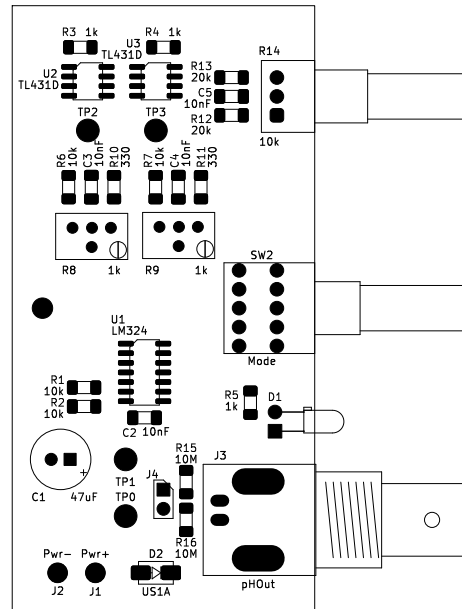 R3 1k
R4 1k
U3
TL431D
U2
TL431D
R14
R13
20k
C5
10nF
R12
20k
10k
TP2
TP3
R6
10k
C3
10nF
R10
330
R7
10k
C4
10nF
R11
330
R8
1k
R9
1k
SW2
Mode
U1
LM324
R1
10k
R2
10k
C2 10nF
R5
1k
D1
C1
47uF
+
TP1
TP0
J4
R15
10M
R16
10M
J3
pHOut
Pwr-
J2
Pwr+
J1
D2
US1A